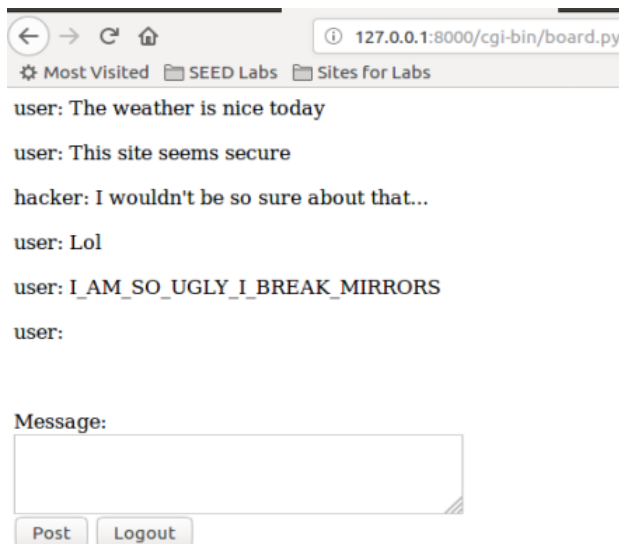 127.0.0.1:8000/cgi-bin/board.py
Most Visited SEED Labs Sites for Labs
user: The weather is nice today
user: This site seems secure
hacker: I wouldn't be so sure about that...
user: Lol
user: I_AM_SO_UGLY_I_BREAK_MIRRORS
user:
Message:
Post Logout